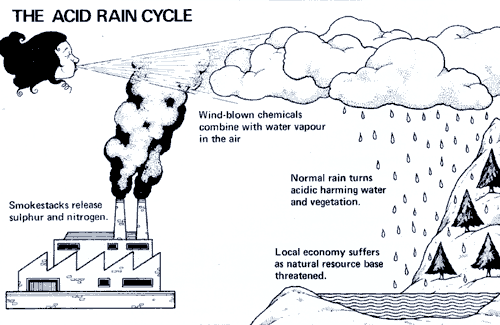 THE ACID RAIN CYCLE
Wind-blown chemicals
combine with water vapour
in the air
Normal rain turns
acidic harming water
and vegetation.
Smokestacks release
sulphur and nitrogen.
Local economy suffers
as natural resource base
threatened.